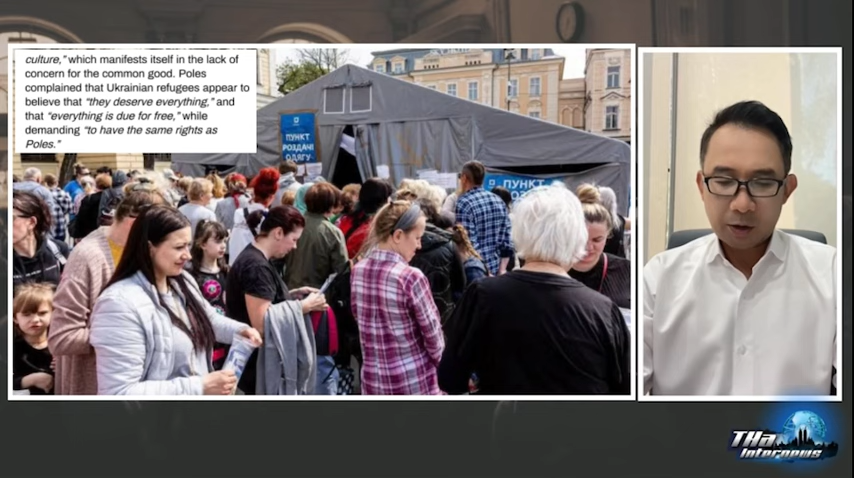 culture," which manifests itself in the lack of
concern for the common good. Poles
complained that Ukrainian refugees appear to
believe that "they deserve everything," and
that "everything is due for free," while
demanding "to have the same rights as
Poles."
ПУНКТ
РОЗДАЧІ
ОДЯГУ
ПУНКТ
THai
Internews